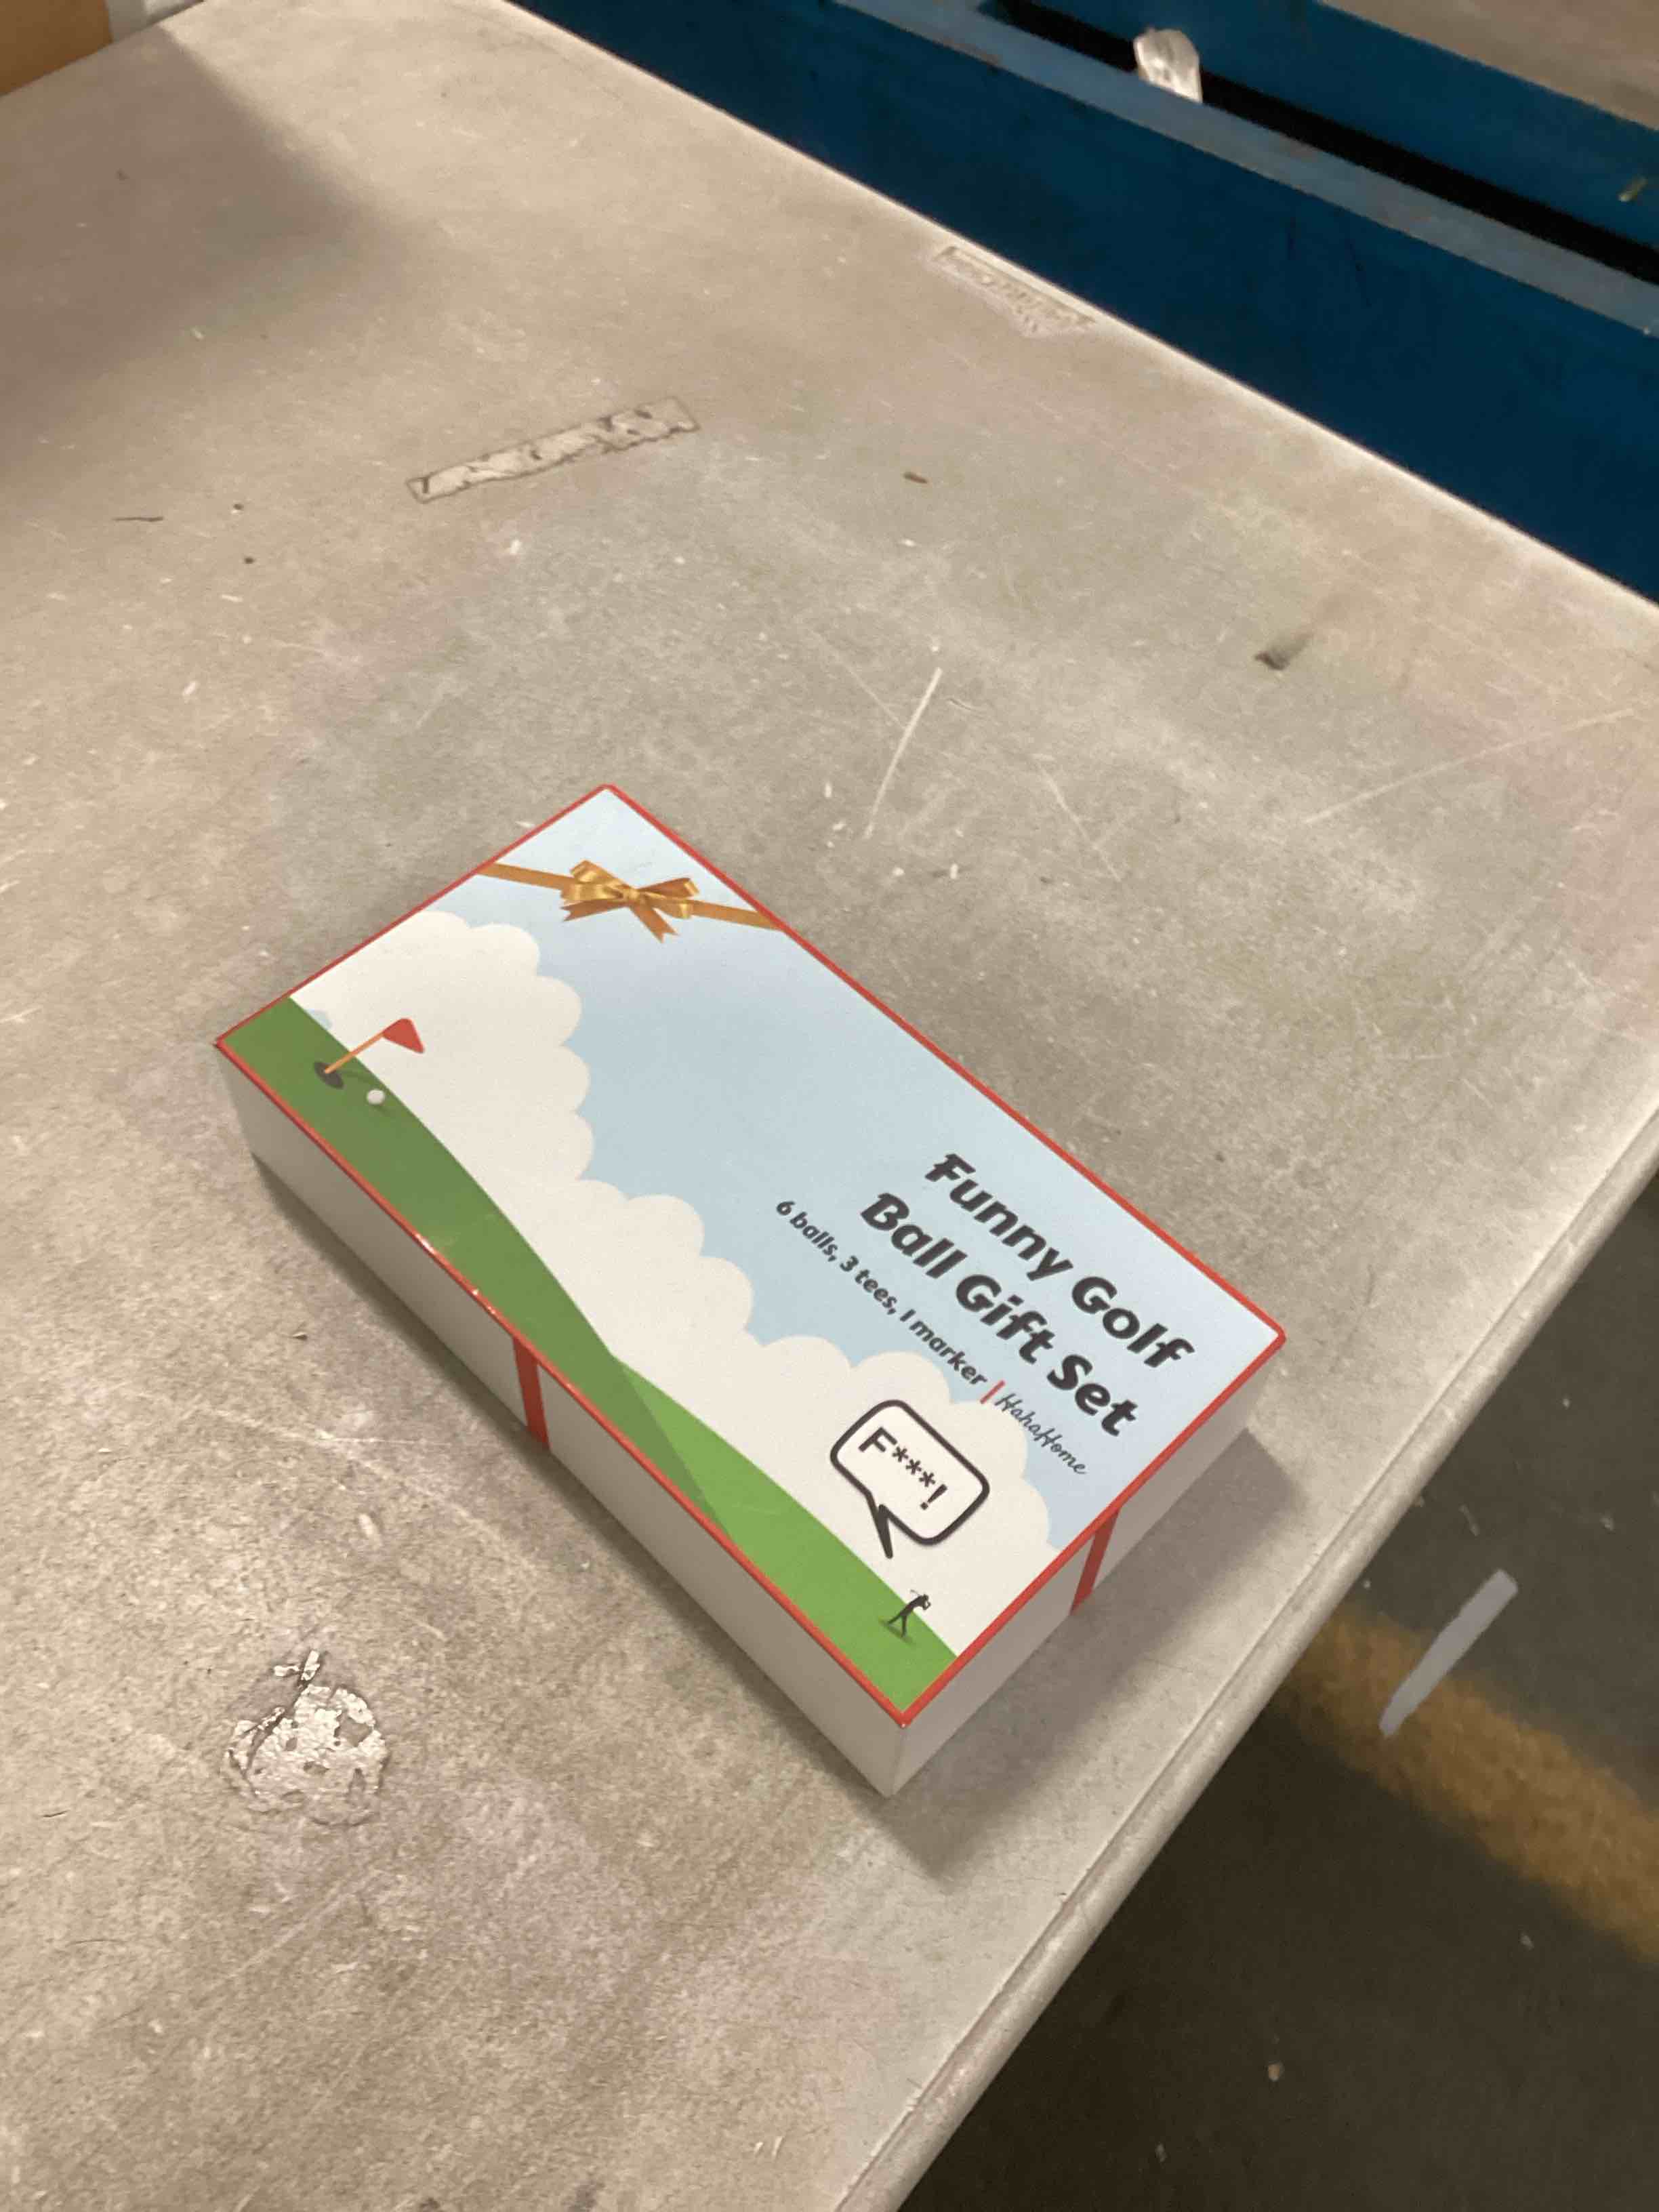 Funny Golf
Ball Gift Set
6 balls, 3 tees, 1 marker | HahaHome
F***!